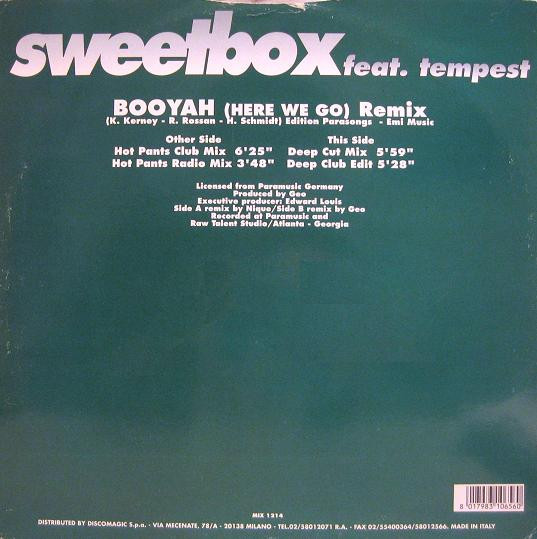 sweetbox feat. tempest
BOOYAH (HERE WE GO) Remix
(K. Kerney - R. Rossan - H. Schmidt) Edition Parasongs - Emi Music
Other Side This Side
Hot Pants Club Mix 6'25" Deep Cut Mix 5'59"
Hot Pants Radio Mix 3'48" Deep Club Edit 5'28"
Licensed from Paramusic Germany
Produced by Geo
Executive producer: Edward Louis
Side A remix by Nique/Side B remix by Geo
Recorded at Paramusic and
Raw Talent Studio/Atlanta - Georgia
8 017983 106560
MIX 1214
DISTRIBUTED BY DISCOMAGIC S.p.a. - VIA MECENATE, 78/A - 20138 MILANO - TEL.02/58012071 R.A. - FAX 02/55400364/58012566. MADE IN ITALY